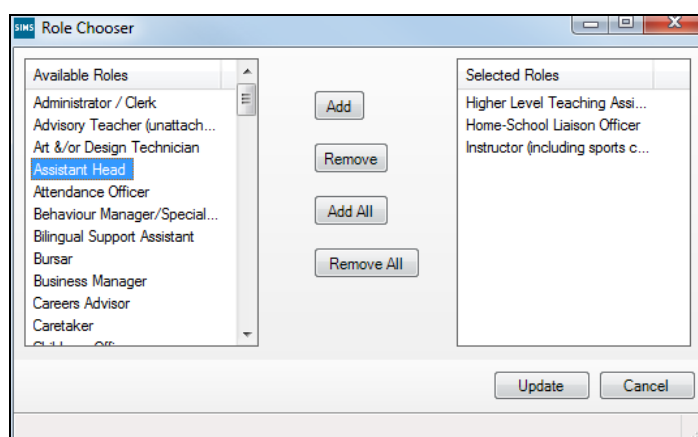 SIMS Role Chooser
Available Roles
Administrator / Clerk
Advisory Teacher (unattach...
Art &/or Design Technician
Assistant Head
Attendance Officer
Behaviour Manager/Special...
Bilingual Support Assistant
Bursar
Business Manager
Careers Advisor
Caretaker
Add
Remove
Add All
Remove All
Selected Roles
Higher Level Teaching Assi...
Home-School Liaison Officer
Instructor (including sports c...
Update
Cancel